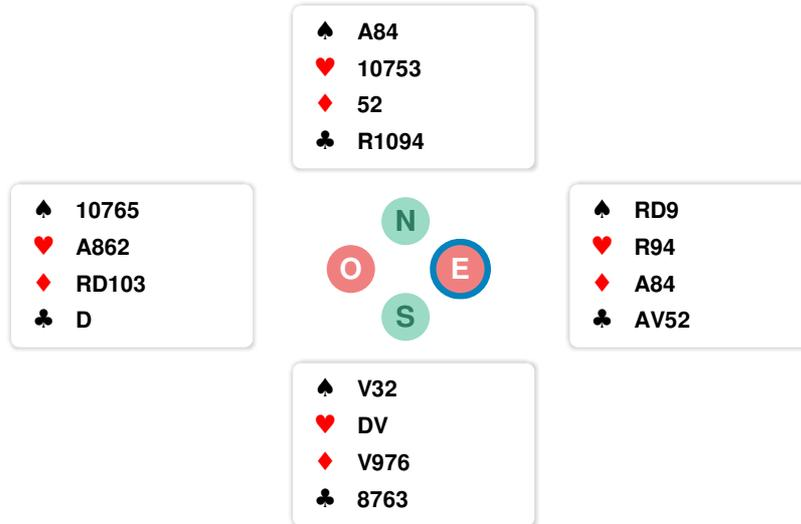 ♠ A84
♥ 10753
♦ 52
♣ R1094
♠ 10765
♥ A862
♦ RD103
♣ D
N
O
E
S
♠ RD9
♥ R94
♦ A84
♣ AV52
♠ V32
♥ DV
♦ V976
♣ 8763